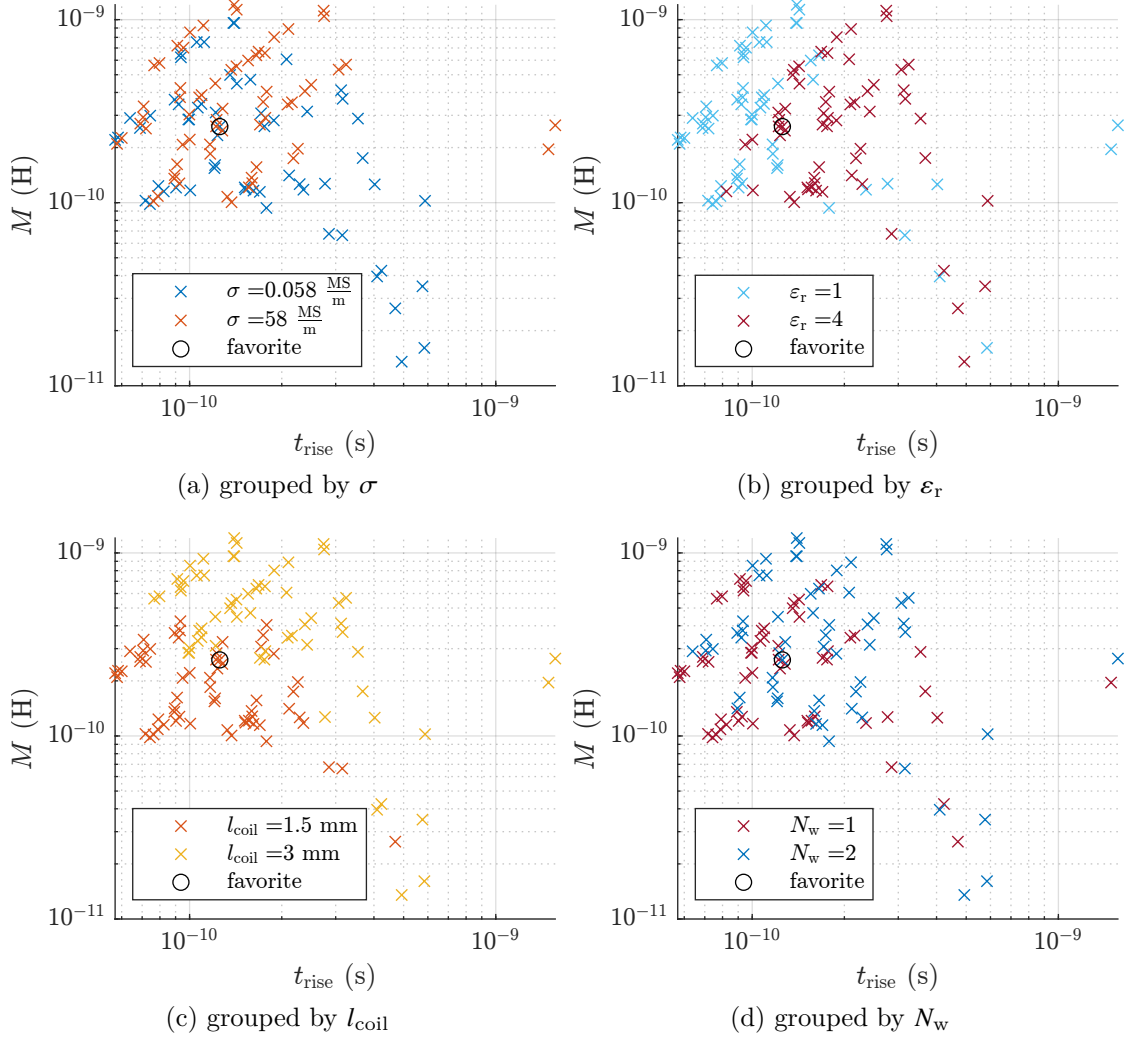 10⁻⁹
10⁻¹⁰
10⁻¹¹
M (H)
σ =0.058 MS/m
σ =58 MS/m
favorite
10⁻¹⁰ 10⁻⁹
t_rise (s)
(a) grouped by σ
10⁻⁹
10⁻¹⁰
10⁻¹¹
M (H)
ε_r =1
ε_r =4
favorite
10⁻¹⁰ 10⁻⁹
t_rise (s)
(b) grouped by ε_r
10⁻⁹
10⁻¹⁰
10⁻¹¹
M (H)
l_coil =1.5 mm
l_coil =3 mm
favorite
10⁻¹⁰ 10⁻⁹
t_rise (s)
(c) grouped by l_coil
10⁻⁹
10⁻¹⁰
10⁻¹¹
M (H)
N_w =1
N_w =2
favorite
10⁻¹⁰ 10⁻⁹
t_rise (s)
(d) grouped by N_w